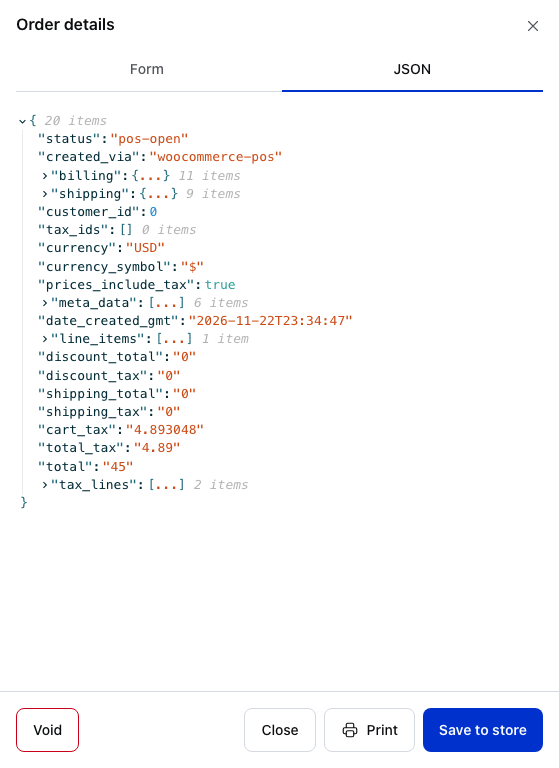 Order details
Form JSON
{ 20 items
"status":"pos-open"
"created_via":"woocommerce-pos"
"billing":{...} 11 items
"shipping":{...} 9 items
"customer_id":0
"tax_ids":[] 0 items
"currency":"USD"
"currency_symbol":"$"
"prices_include_tax":true
"meta_data":[...] 6 items
"date_created_gmt":"2026-11-22T23:34:47"
"line_items":[...] 1 item
"discount_total":"0"
"discount_tax":"0"
"shipping_total":"0"
"shipping_tax":"0"
"cart_tax":"4.893048"
"total_tax":"4.89"
"total":"45"
"tax_lines":[...] 2 items
}
Void Close Print Save to store